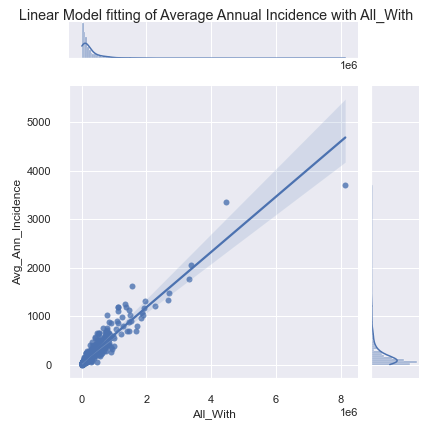 Linear Model fitting of Average Annual Incidence with All_With
1e6
5000
4000
3000
2000
1000
0
Avg_Ann_Incidence
0 2 4 6 8
1e6
All_With